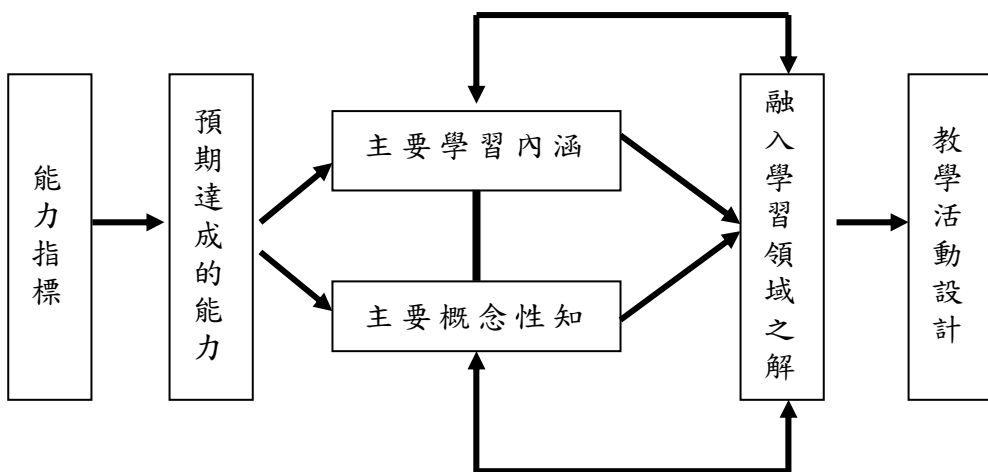 能力指標
預期達成的能力
主要學習內涵
主要概念性知
融入學習領域之解
教學活動設計